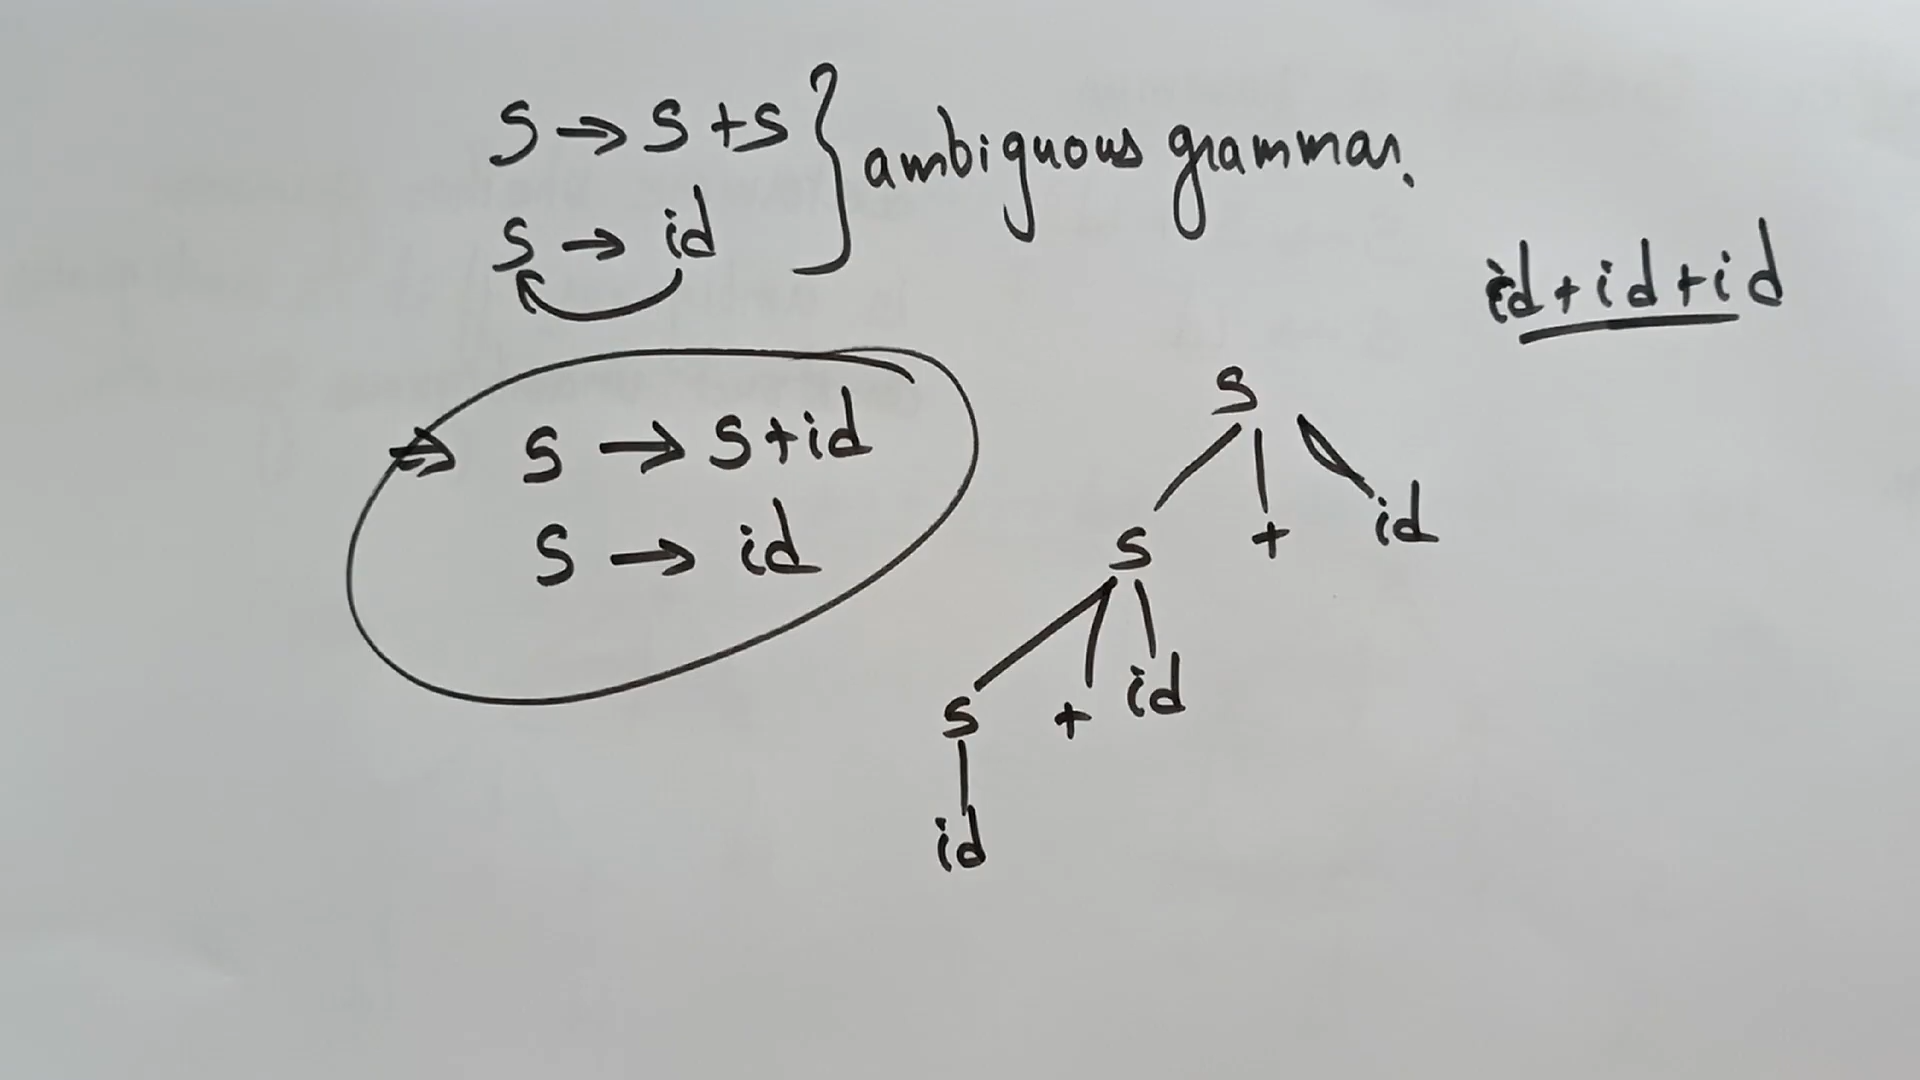 S → S + S } ambiguous grammar.
S → id
id + id + id
⇒ S → S + id
S → id
S
S + id
S + id
id